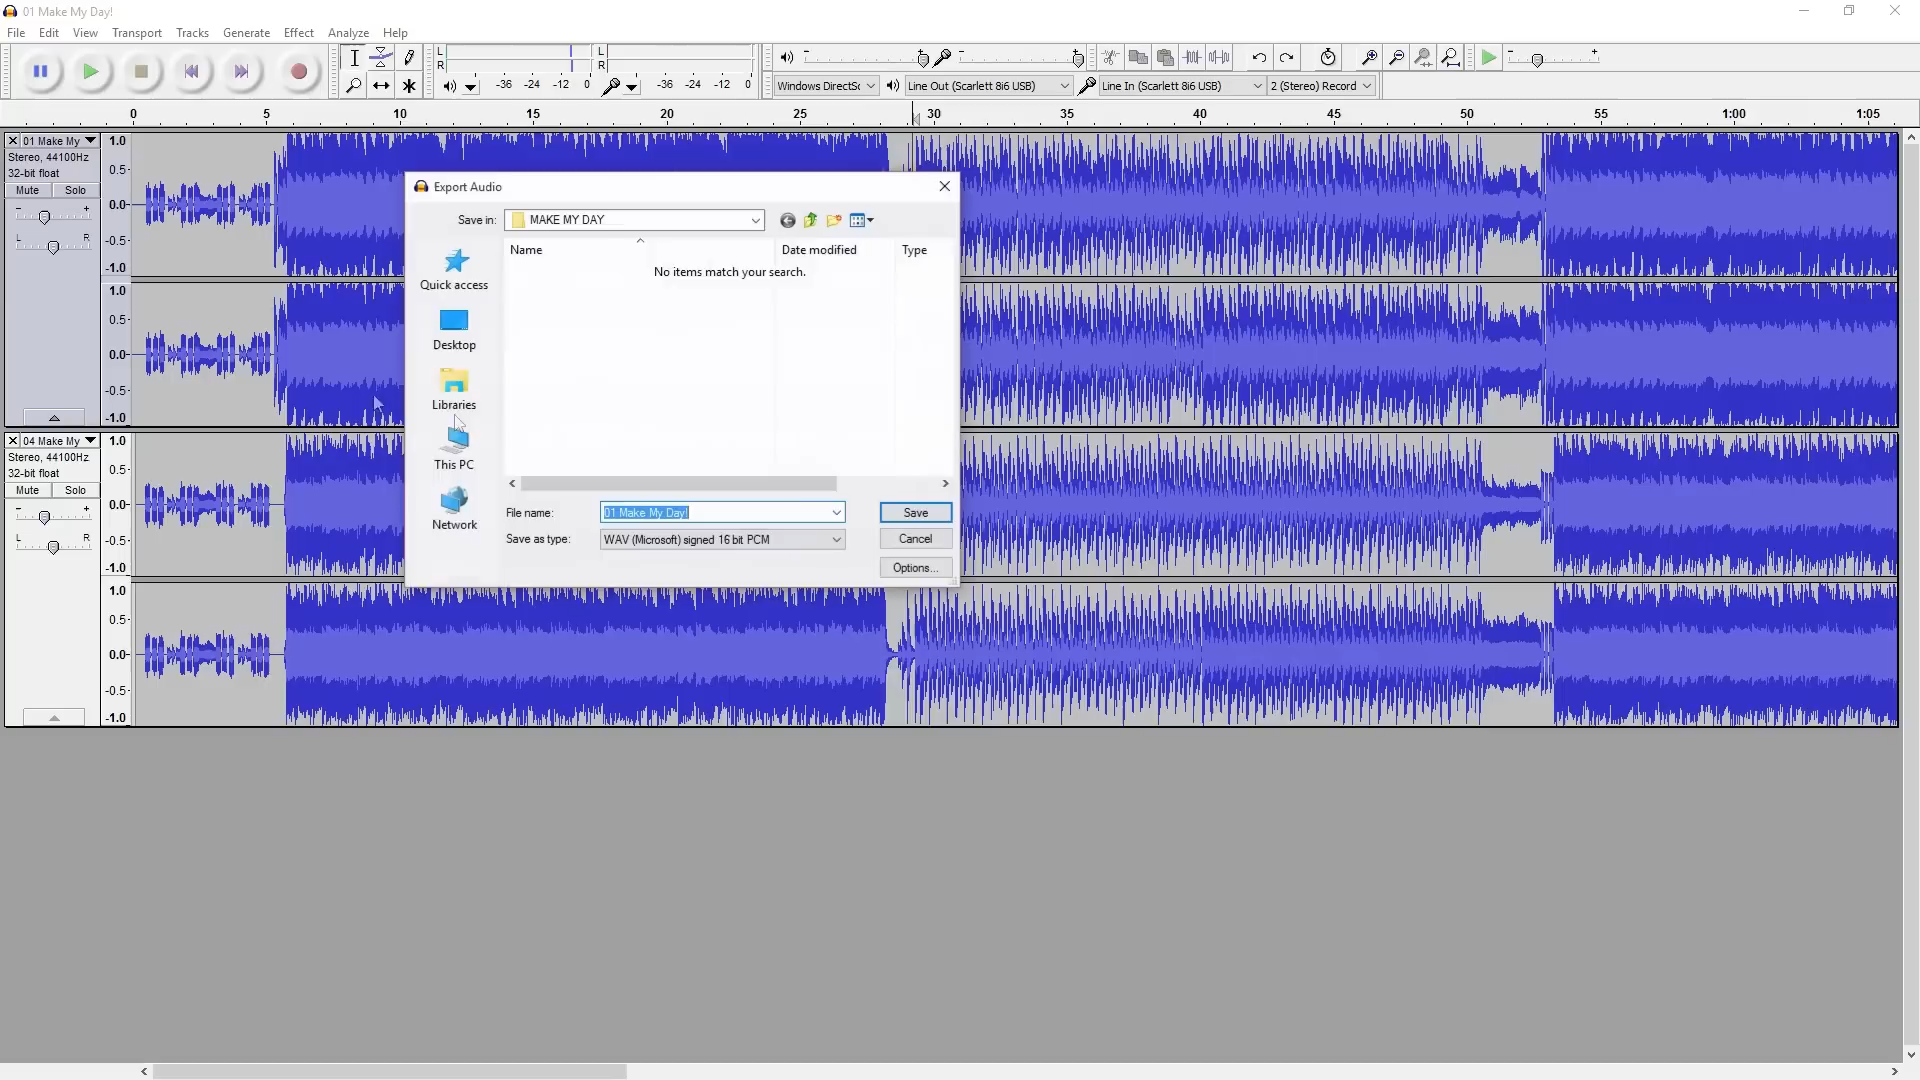 01 Make My Day!
File Edit View Transport Tracks Generate Effect Analyze Help
L R L R
-36 -24 -12 0 -36 -24 -12 0
Line Out (Scarlett 8i6 USB) Line In (Scarlett 8i6 USB) 2 (Stereo) Record
Windows DirectSc
0 5 10 15 20 25 30 35 40 45 50 55 1:00 1:05
01 Make My
Stereo, 44100Hz
32-bit float
Mute Solo
- +
L R
1.0
0.5-
0.0-
-0.5-
-1.0
1.0
0.5-
0.0-
-0.5-
-1.0
04 Make My
Stereo, 44100Hz
32-bit float
Mute Solo
- +
L R
1.0
0.5-
0.0-
-0.5-
-1.0
1.0
0.5-
0.0-
-0.5-
-1.0
Export Audio
Save in: MAKE MY DAY
Name Date modified Type
No items match your search.
Quick access
Desktop
Libraries
This PC
Network
File name: 01 Make My Day! Save
Save as type: WAV (Microsoft) signed 16 bit PCM Cancel
Options...